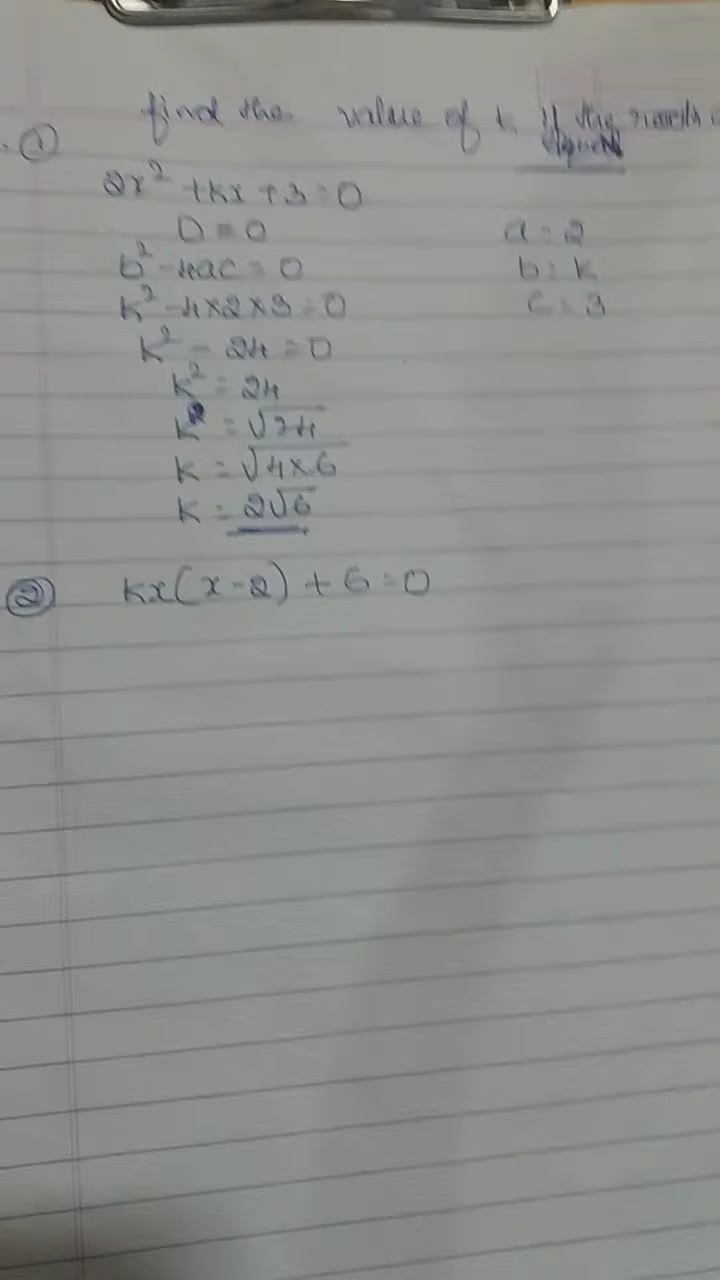 find the value of k if the roots
①
2x² + kx + 3 = 0
D = 0
a = 2
b² - 4ac = 0
b = k
k² - 4×2×3 = 0
c = 3
k² - 24 = 0
k² = 24
k = √24
k = √4×6
k = 2√6
② kx(x-2) + 6 = 0